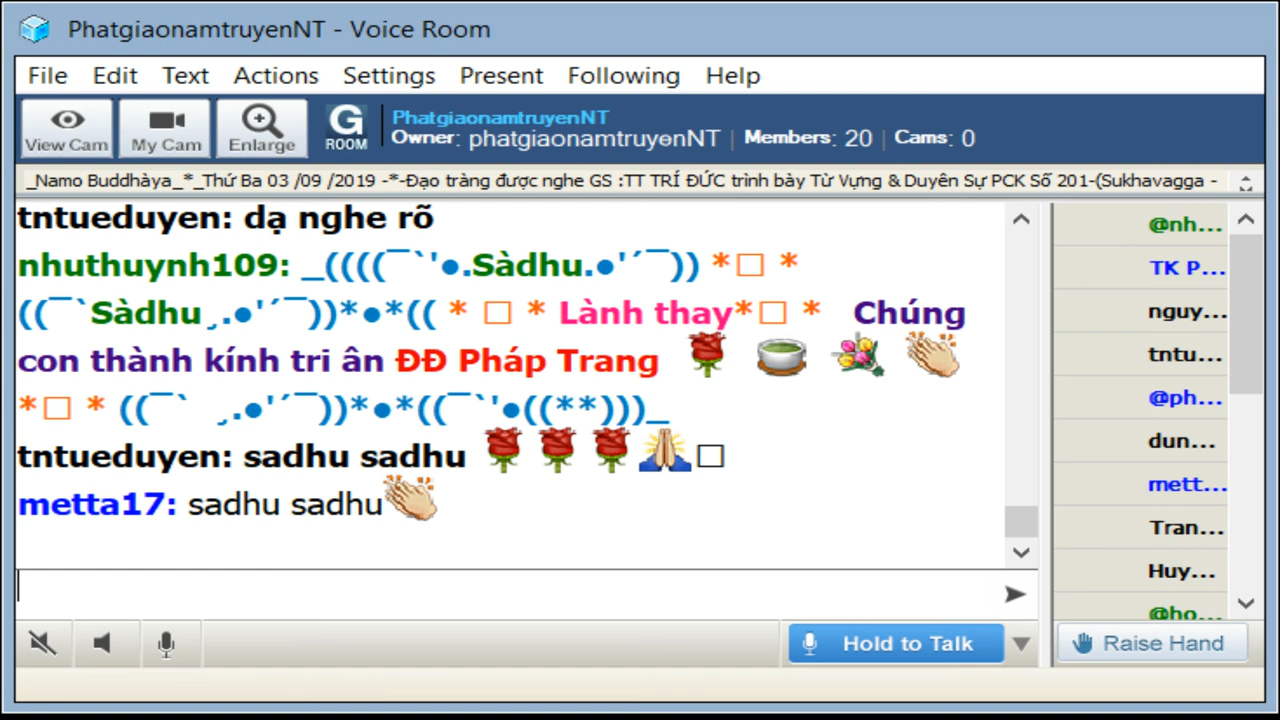 PhatgiaonamtruyenNT - Voice Room
File Edit Text Actions Settings Present Following Help
View Cam My Cam Enlarge G ROOM
PhatgiaonamtruyenNT
Owner: phatgiaonamtruyenNT | Members: 20 | Cams: 0
_Namo Buddhàya_*_Thứ Ba 03 /09 /2019 -*-Đạo tràng được nghe GS :TT TRÍ ĐỨC trình bày Từ Vựng & Duyên Sự PCK Số 201-(Sukhavagga -
tntueduyen: dạ nghe rõ
nhuthuynh109: _((((¯`'●.Sàdhu.●'´¯)) *□ *
((¯`Sàdhu¸.●'´¯))*●*(( * □ * Lành thay*□ * Chúng
con thành kính tri ân ĐĐ Pháp Trang 🌹 🍵 💐 👏
*□ * ((¯` ¸.●'´¯))*●*((¯`'●((**)))_
tntueduyen: sadhu sadhu 🌹 🌹 🌹 🙏□
metta17: sadhu sadhu👏
@nh...
TK P...
nguy...
tntu...
@ph...
dun...
mett...
Tran...
Huy...
@ho...
Hold to Talk
Raise Hand